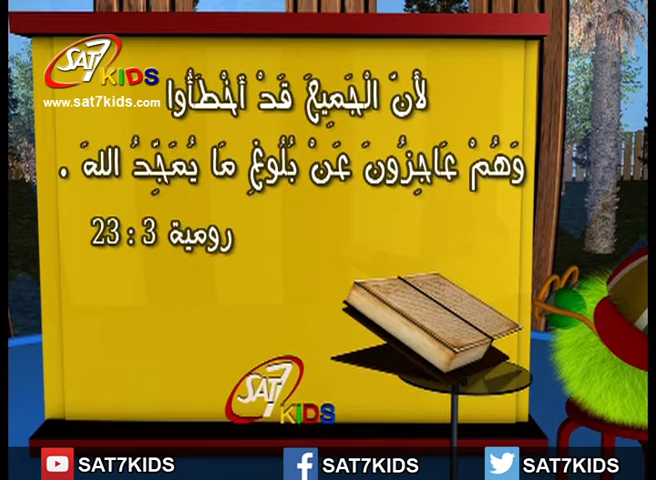 SAT7
KIDS
www.sat7kids.com
لأَنّ الْجَمِيعَ قَدْ أَخْطَأُوا
وَهُمْ عَاجِزُونَ عَنْ بُلُوغِ مَا يُمَجِّدُ اللهَ .
رومية 3 : 23
SAT7
KIDS
SAT7KIDS
SAT7KIDS
SAT7KIDS